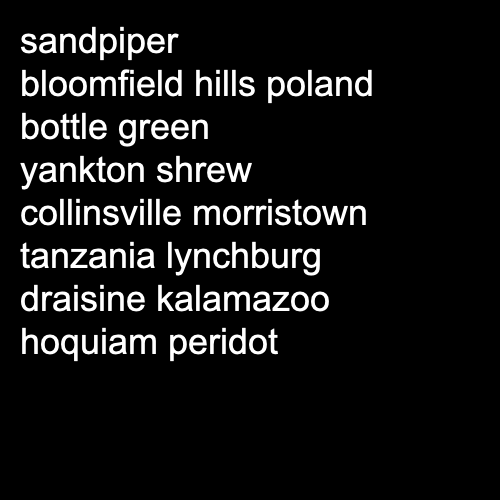 sandpiper
bloomfield hills poland
bottle green
yankton shrew
collinsville morristown
tanzania lynchburg
draisine kalamazoo
hoquiam peridot